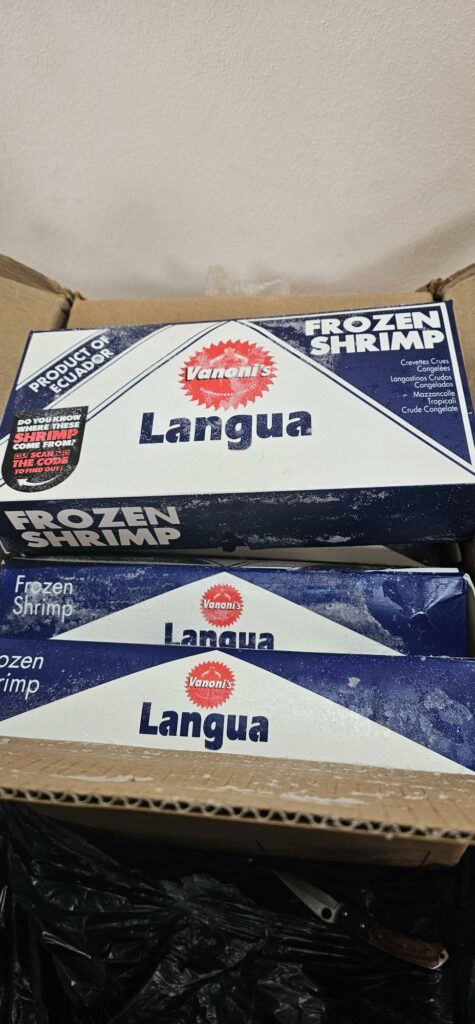 PRODUCT OF
ECUADOR
Vanoni's
Langua
FROZEN
SHRIMP
Crevettes Crues
Congelées
Langostinos Crudos
Congelados
Mazzancolle
Tropicali
Crude Congelate
DO YOU KNOW
WHERE THESE
SHRIMP
COME FROM?
SCAN
THE CODE
TO FIND OUT!
FROZEN
SHRIMP
Frozen
Shrimp
Vanoni's
Langua
ozen
rimp
Vanoni's
Langua